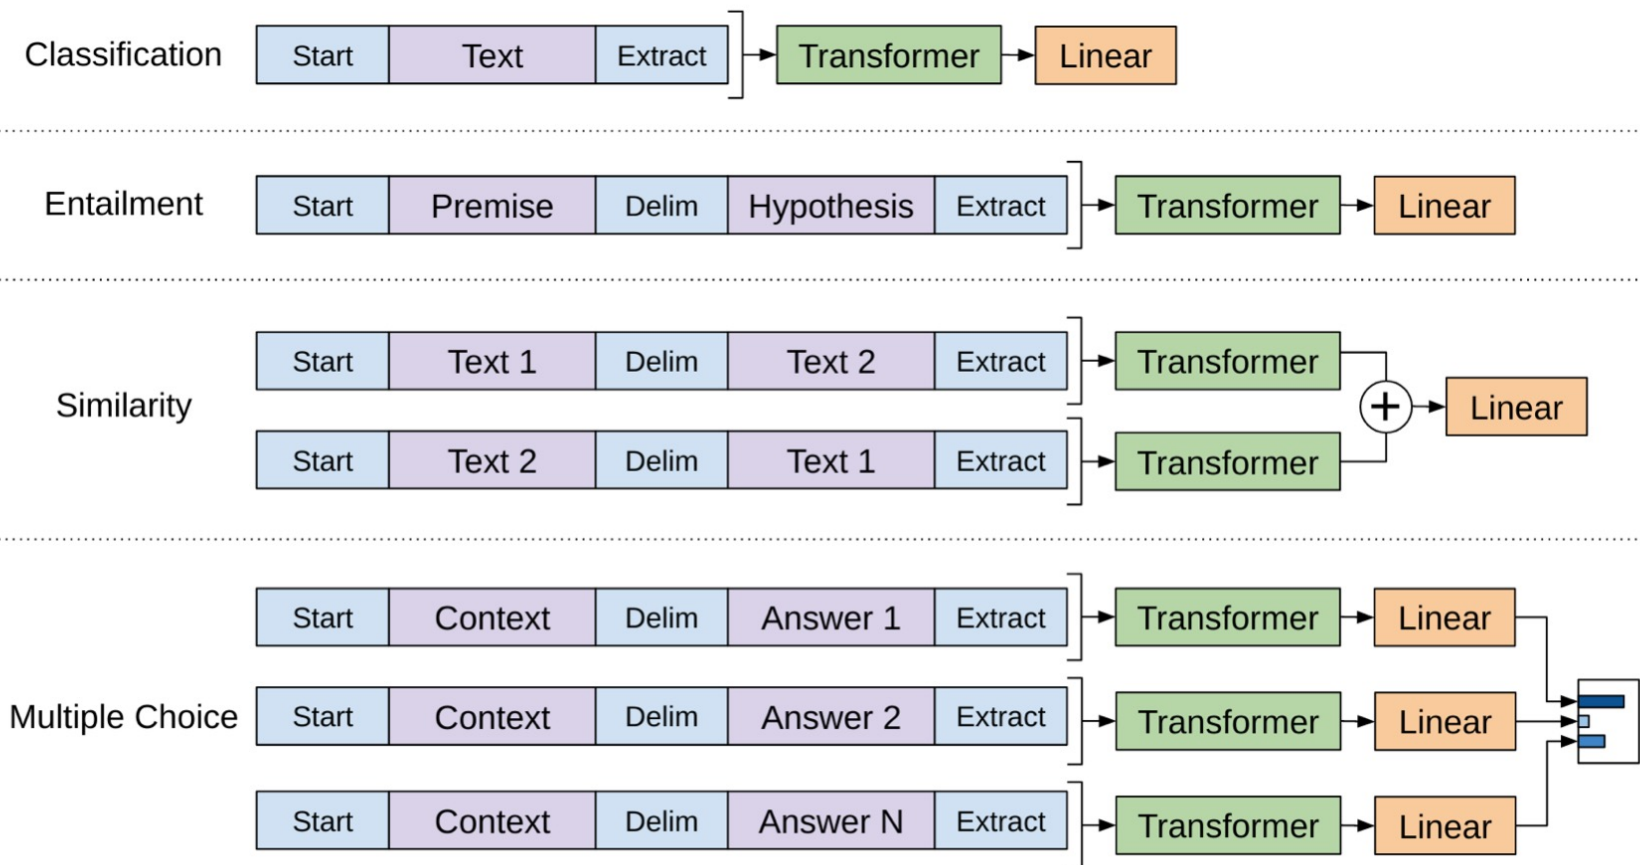 Classification Start Text Extract Transformer Linear
Entailment Start Premise Delim Hypothesis Extract Transformer Linear
Start Text 1 Delim Text 2 Extract Transformer
Similarity + Linear
Start Text 2 Delim Text 1 Extract Transformer
Start Context Delim Answer 1 Extract Transformer Linear
Multiple Choice Start Context Delim Answer 2 Extract Transformer Linear
Start Context Delim Answer N Extract Transformer Linear